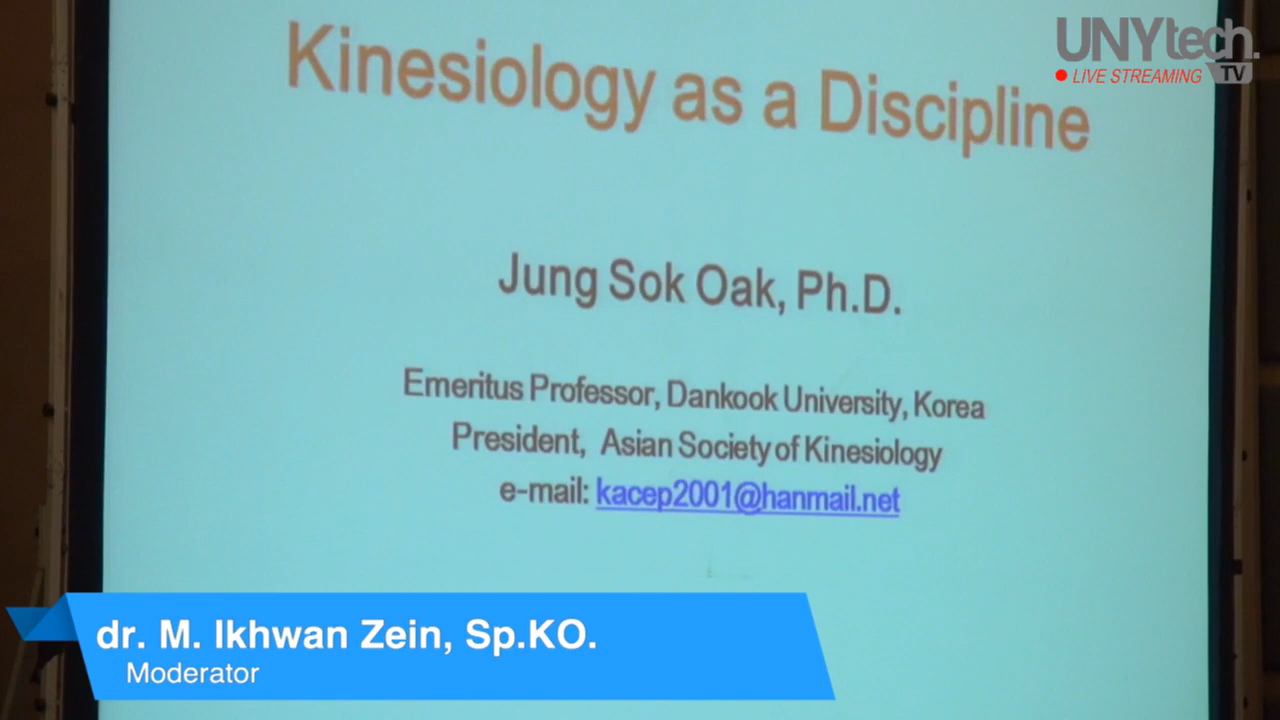 UNYtech.
TV
LIVE STREAMING
Kinesiology as a Discipline
Jung Sok Oak, Ph.D.
Emeritus Professor, Dankook University, Korea
President, Asian Society of Kinesiology
e-mail: kacep2001@hanmail.net
dr. M. Ikhwan Zein, Sp.KO.
Moderator